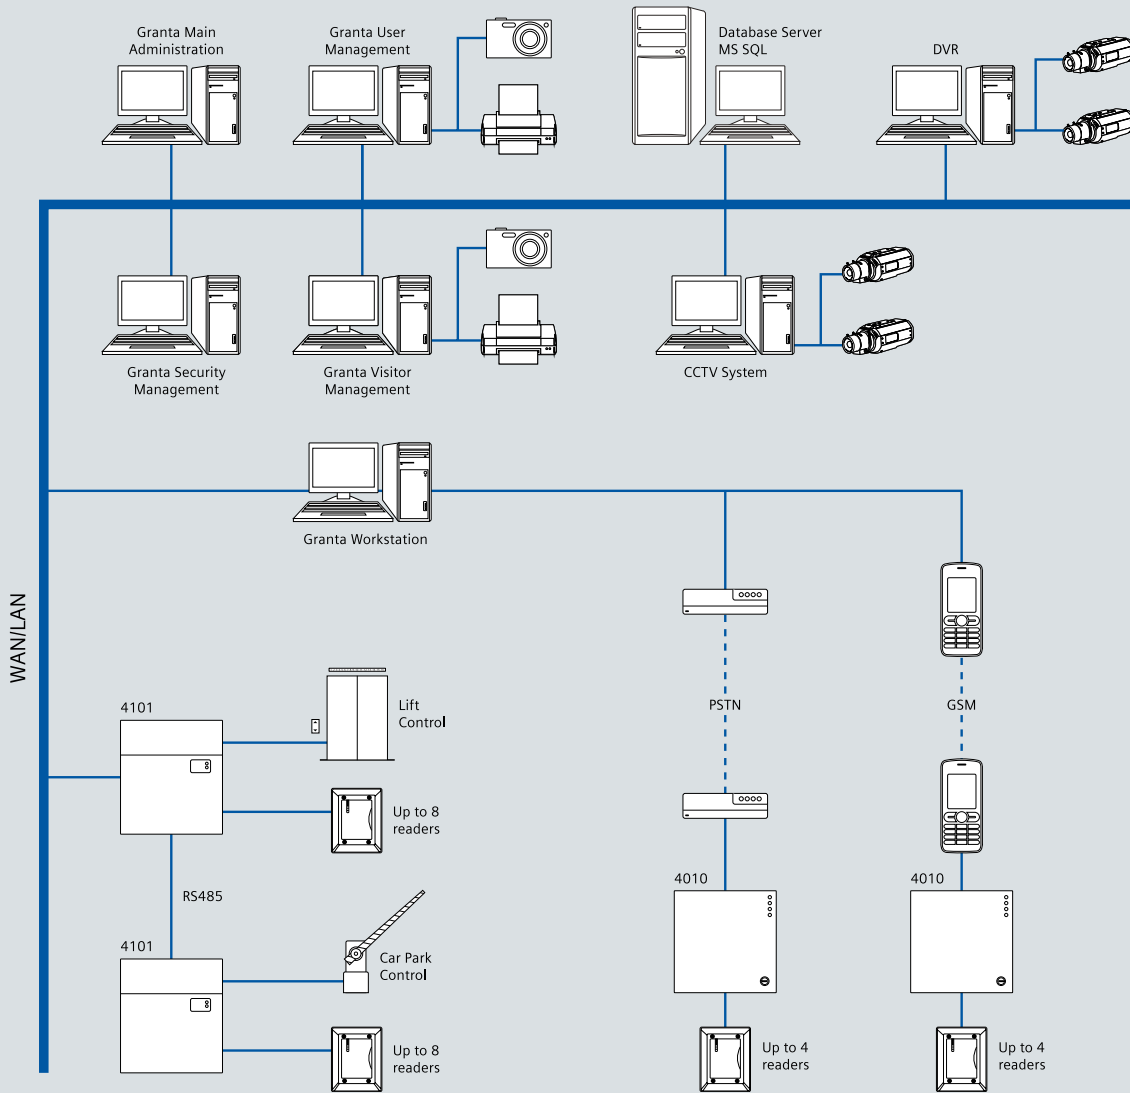 Granta Main
Administration
Granta User
Management
Database Server
MS SQL
DVR
Granta Security
Management
Granta Visitor
Management
CCTV System
Granta Workstation
WAN/LAN
4101
Lift
Control
Up to 8
readers
RS485
4101
Car Park
Control
Up to 8
readers
PSTN
GSM
4010
4010
Up to 4
readers
Up to 4
readers